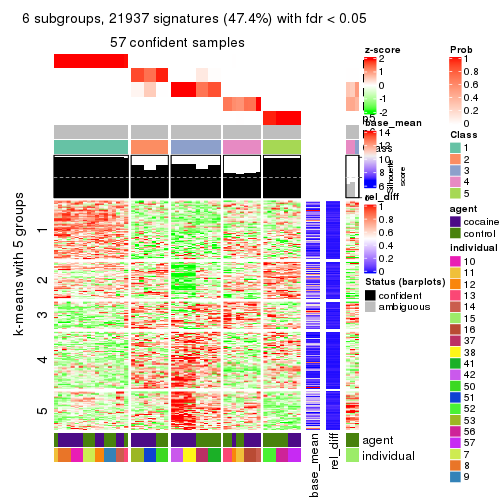 6 subgroups, 21937 signatures (47.4%) with fdr < 0.05
57 confident samples
k-means with 5 groups
1
2
3
4
5
base_mean
rel_diff
agent
individual
z-score
2
1
0
-1
-2
base_mean
14
12
10
8
6
rel_diff
1
0.8
0.6
0.4
0.2
0
Silhouette
score
Status (barplots)
confident
ambiguous
Prob
1
0.8
0.6
0.4
0.2
0
Class
1
2
3
4
5
agent
cocaine
control
individual
10
11
12
13
14
15
16
37
38
41
42
50
51
52
53
56
57
7
8
9